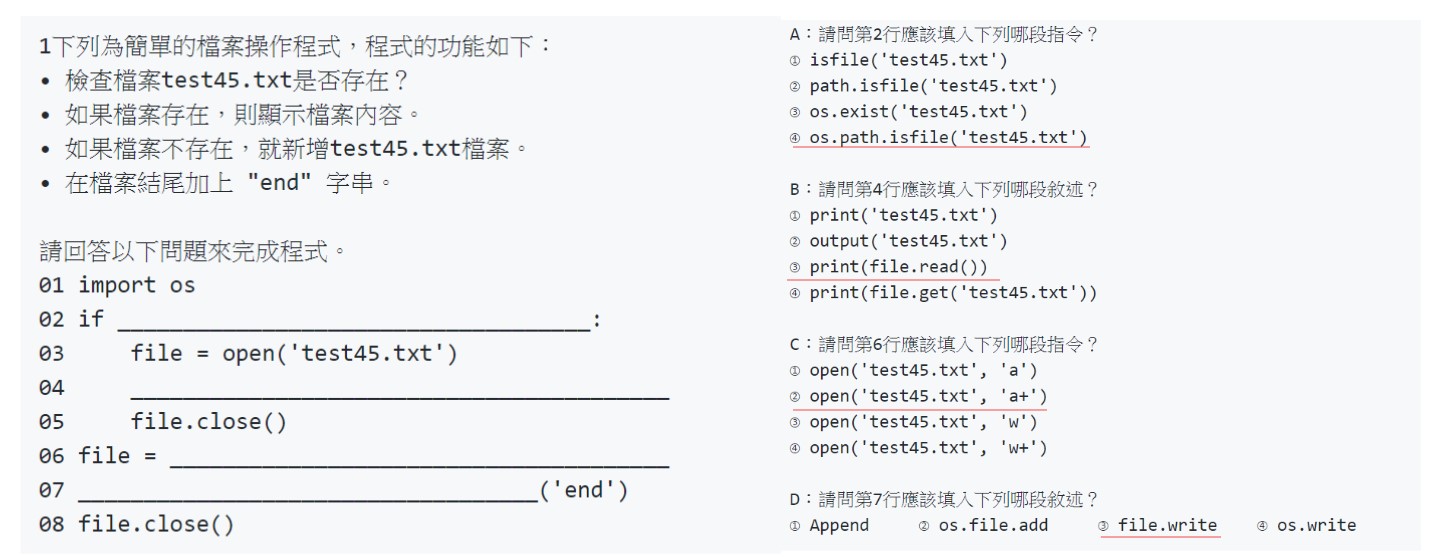 1下列為簡單的檔案操作程式，程式的功能如下：
• 檢查檔案test45.txt是否存在？
• 如果檔案存在，則顯示檔案內容。
• 如果檔案不存在，就新增test45.txt檔案。
• 在檔案結尾加上 "end" 字串。
請回答以下問題來完成程式。
01 import os
02 if ____________________________________:
03     file = open('test45.txt')
04     _________________________________________
05     file.close()
06 file = ______________________________________
07 ___________________________________('end')
08 file.close()
A：請問第2行應該填入下列哪段指令？
① isfile('test45.txt')
② path.isfile('test45.txt')
③ os.exist('test45.txt')
④ os.path.isfile('test45.txt')
B：請問第4行應該填入下列哪段敘述？
① print('test45.txt')
② output('test45.txt')
③ print(file.read())
④ print(file.get('test45.txt'))
C：請問第6行應該填入下列哪段指令？
① open('test45.txt', 'a')
② open('test45.txt', 'a+')
③ open('test45.txt', 'w')
④ open('test45.txt', 'w+')
D：請問第7行應該填入下列哪段敘述？
① Append     ② os.file.add     ③ file.write    ④ os.write